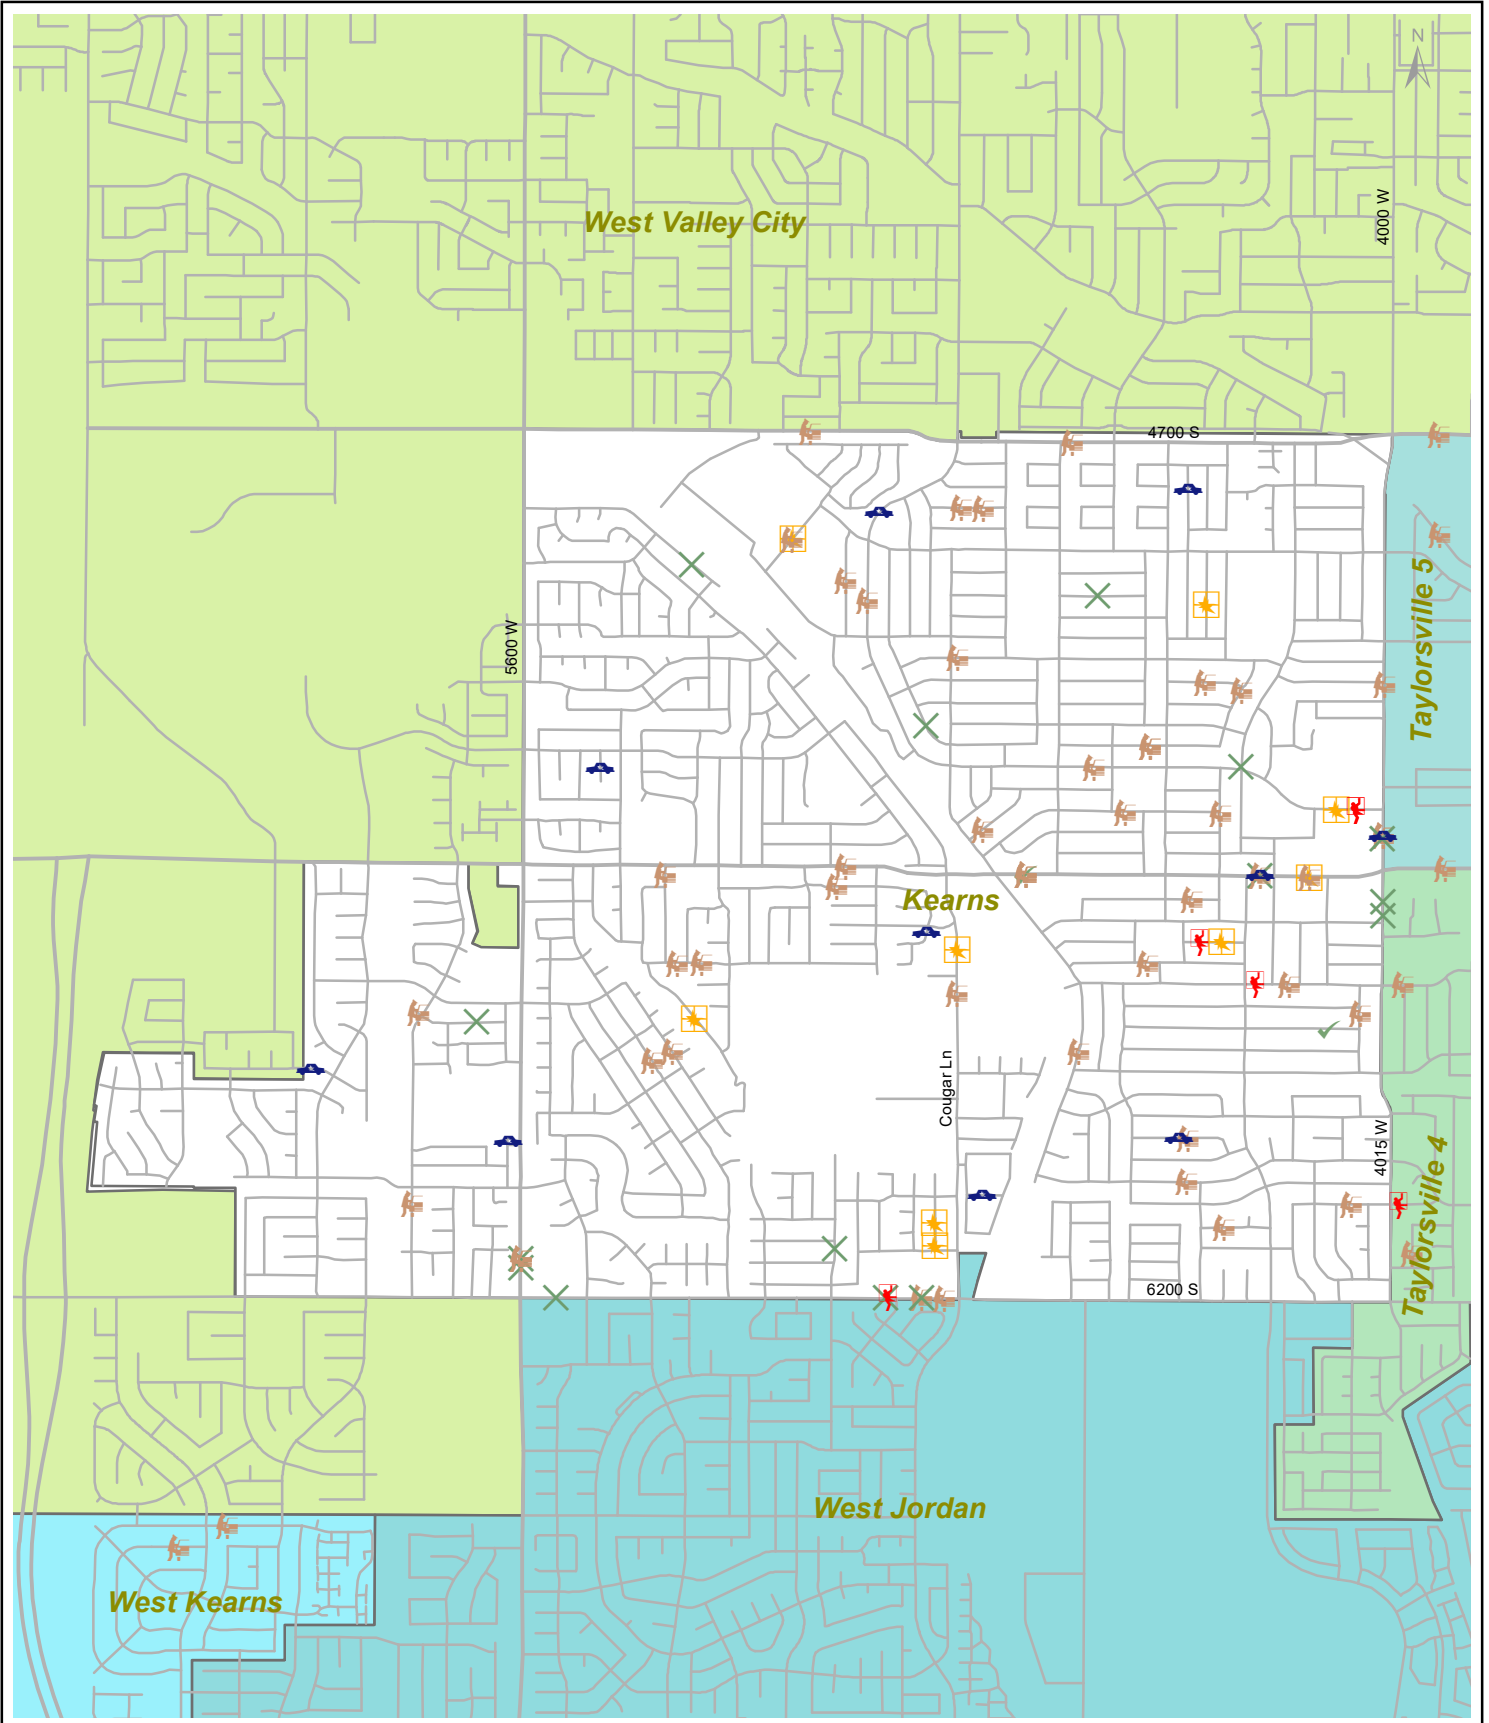 N
4000 W
West Valley City
4700 S
Taylorsville 5
5600 W
Kearns
Cougar Ln
4015 W
Taylorsville 4
6200 S
West Jordan
West Kearns